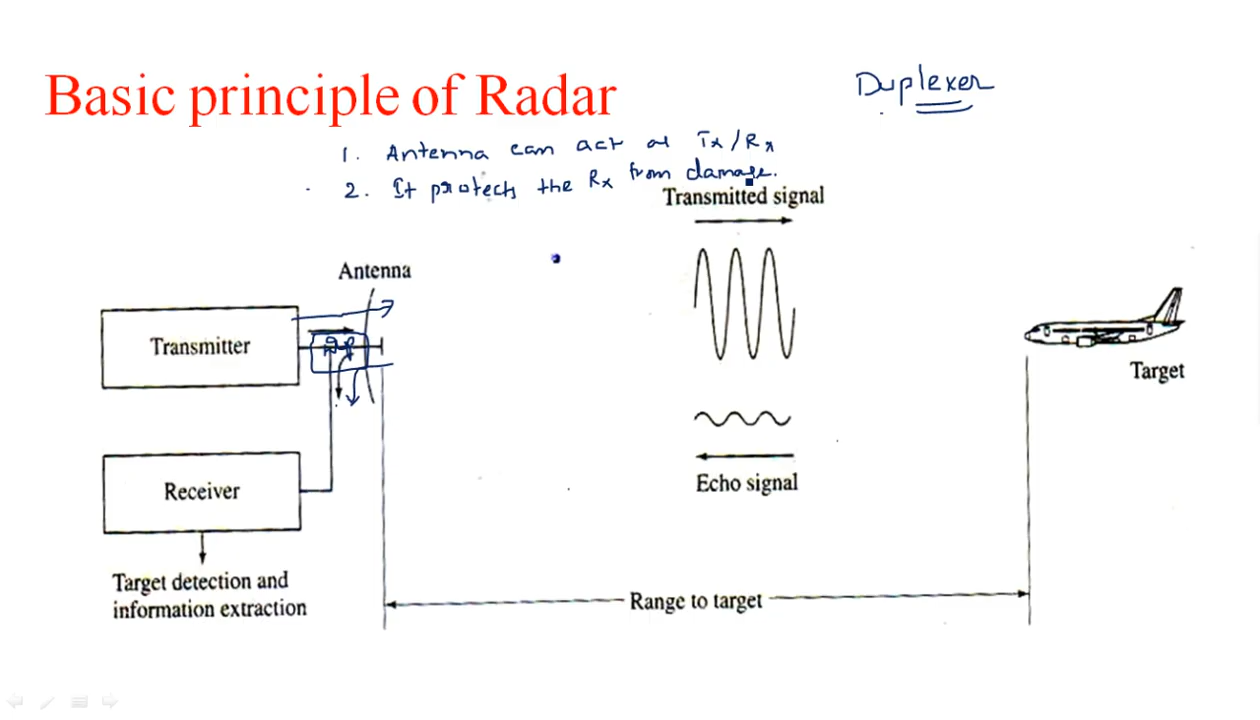 Basic principle of Radar
Duplexer
1. Antenna can act as Tx/Rx
2. It protects the Rx from damage.
Transmitted signal
Antenna
Transmitter
Dup
Target
Echo signal
Receiver
Target detection and
information extraction
Range to target